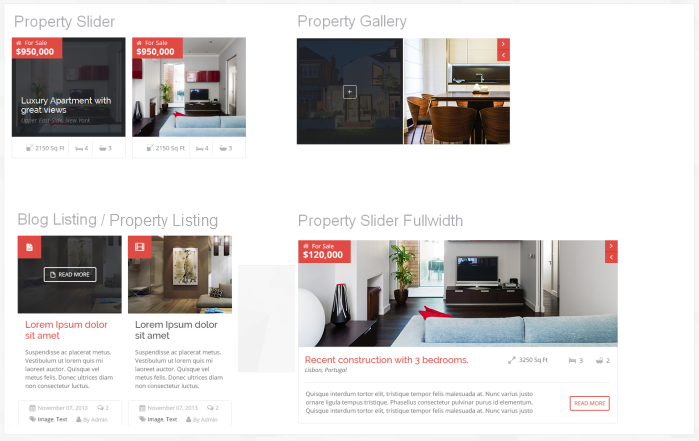 Property Slider
For Sale
$950,000
Luxury Apartment with
great views
Upper East Side, New York
2150 Sq Ft 4 3
For Sale
$950,000
2150 Sq Ft 4 3
Property Gallery
Blog Listing / Property Listing
READ MORE
Lorem Ipsum dolor
sit amet
Suspendisse ac placerat metus.
Vestibulum ut lorem quam quis mi
laoreet auctor. Quisque vel
metus felis. Donec ultrices diam
non consectetur luctus.
November 07, 2013 2
Image, Text By Admin
Lorem Ipsum dolor
sit amet
Suspendisse ac placerat metus.
Vestibulum ut lorem quam quis mi
laoreet auctor. Quisque vel
metus felis. Donec ultrices diam
non consectetur luctus.
November 07, 2013 2
Image, Text By Admin
Property Slider Fullwidth
For Sale
$120,000
Recent construction with 3 bedrooms.
Lisbon, Portugal
3250 Sq Ft 3 2
Quisque interdum tortor elit, tristique tempor felis malesuada at. Nunc varius justo
ornare ligula tempus tristique. Phasellus consectetur pulvinar purus id elementum.
Quisque interdum tortor elit, tristique tempor felis malesuada at. Nunc varius justo
READ MORE